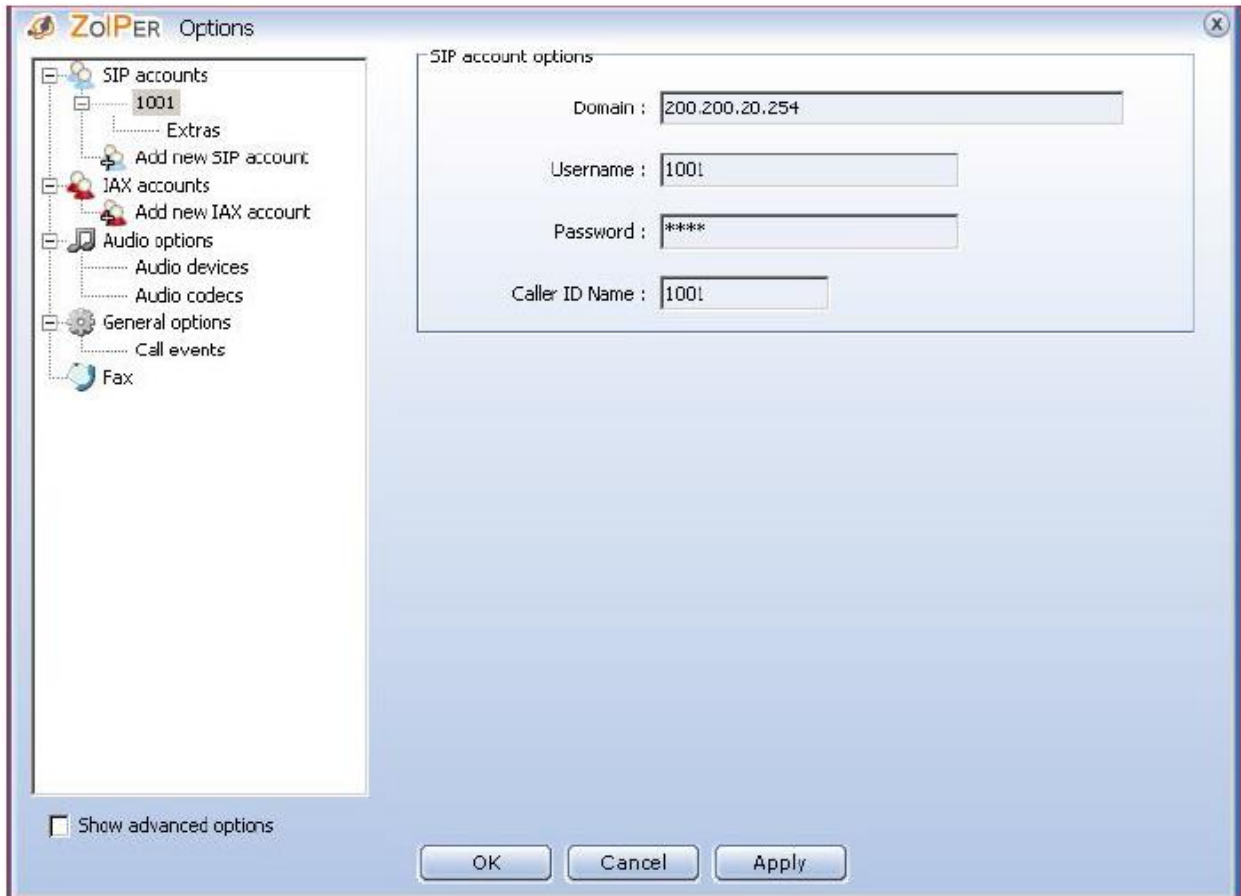 ZoIPER Options
SIP accounts
1001
Extras
Add new SIP account
IAX accounts
Add new IAX account
Audio options
Audio devices
Audio codecs
General options
Call events
Fax
Show advanced options
SIP account options
Domain : 200.200.20.254
Username : 1001
Password : ****
Caller ID Name : 1001
OK Cancel Apply